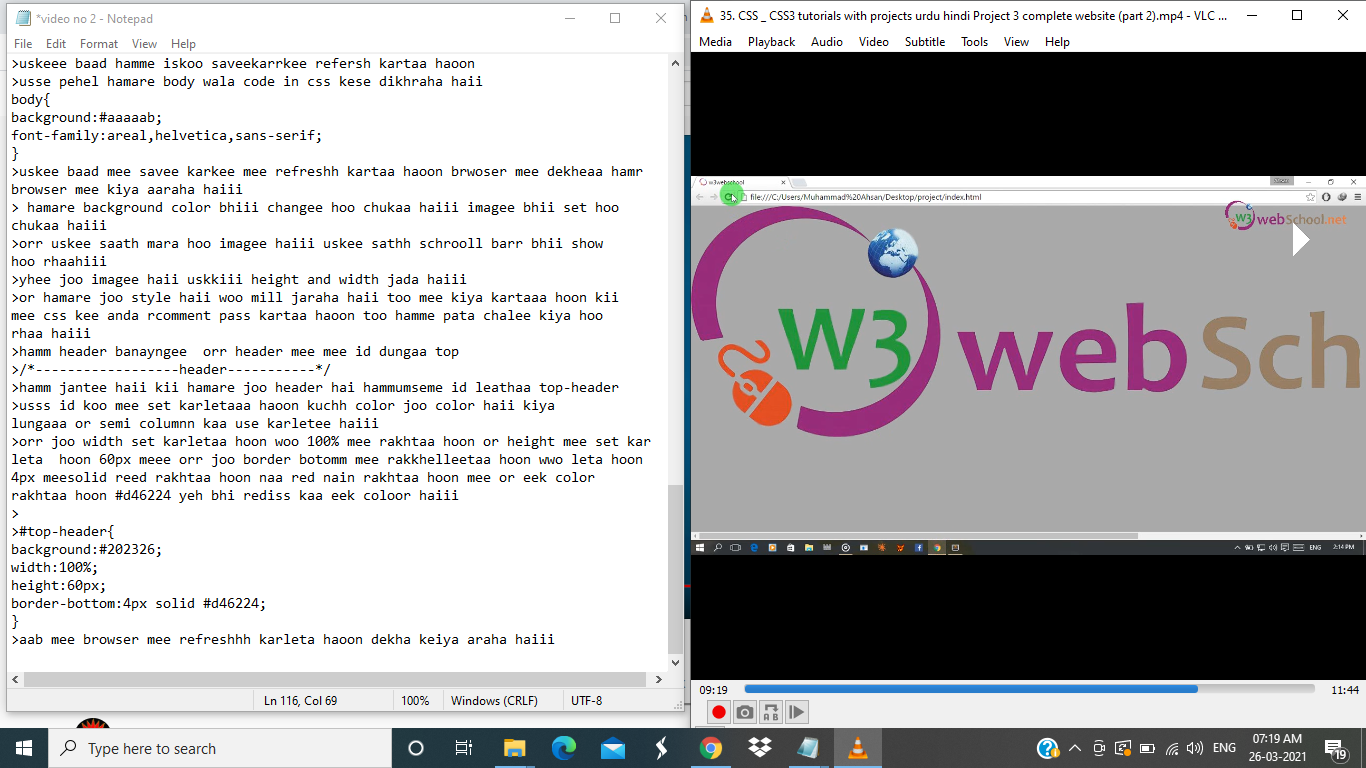 *video no 2 - Notepad
File Edit Format View Help
>uskeee baad hamme iskoo saveekarrkee refersh kartaa haoon
>usse pehel hamare body wala code in css kese dikhraha haii
body{
background:#aaaaab;
font-family:areal,helvetica,sans-serif;
}
>uskee baad mee savee karkee mee refreshh kartaa haoon brwoser mee dekheaa hamr
browser mee kiya aaraha haiii
> hamare background color bhiii changee hoo chukaa haiii imagee bhii set hoo
chukaa haiii
>orr uskee saath mara hoo imagee haiii uskee sathh schrooll barr bhii show
hoo rhaahiii
>yhee joo imagee haii uskkiii height and width jada haiii
>or hamare joo style haii woo mill jaraha haii too mee kiya kartaaa hoon kii
mee css kee anda rcomment pass kartaa haoon too hamme pata chalee kiya hoo
rhaa haiii
>hamm header banayngee  orr header mee mee id dungaa top
>/*------------------header-----------*/
>hamm jantee haii kii hamare joo header hai hammumseme id leathaa top-header
>usss id koo mee set karletaaa haoon kuchh color joo color haii kiya
lungaaa or semi columnn kaa use karletee haiii
>orr joo width set karletaa hoon woo 100% mee rakhtaa hoon or height mee set kar
leta  hoon 60px meee orr joo border botomm mee rakkhelleetaa hoon wwo leta hoon
4px meesolid reed rakhtaa hoon naa red nain rakhtaa hoon mee or eek color
rakhtaa hoon #d46224 yeh bhi rediss kaa eek coloor haiii
>
>#top-header{
background:#202326;
width:100%;
height:60px;
border-bottom:4px solid #d46224;
}
>aab mee browser mee refreshhh karleta haoon dekha keiya araha haiii
Ln 116, Col 69 100% Windows (CRLF) UTF-8
35. CSS _ CSS3 tutorials with projects urdu hindi Project 3 complete website (part 2).mp4 - VLC ...
Media Playback Audio Video Subtitle Tools View Help
w3webschool
file:///C:/Users/Muhammad%20Ahsan/Desktop/project/index.html
W3 webSchool.net
W3 webSch
ENG 2:14 PM
09:19 11:44
A B
Type here to search
ENG 07:19 AM
26-03-2021
19